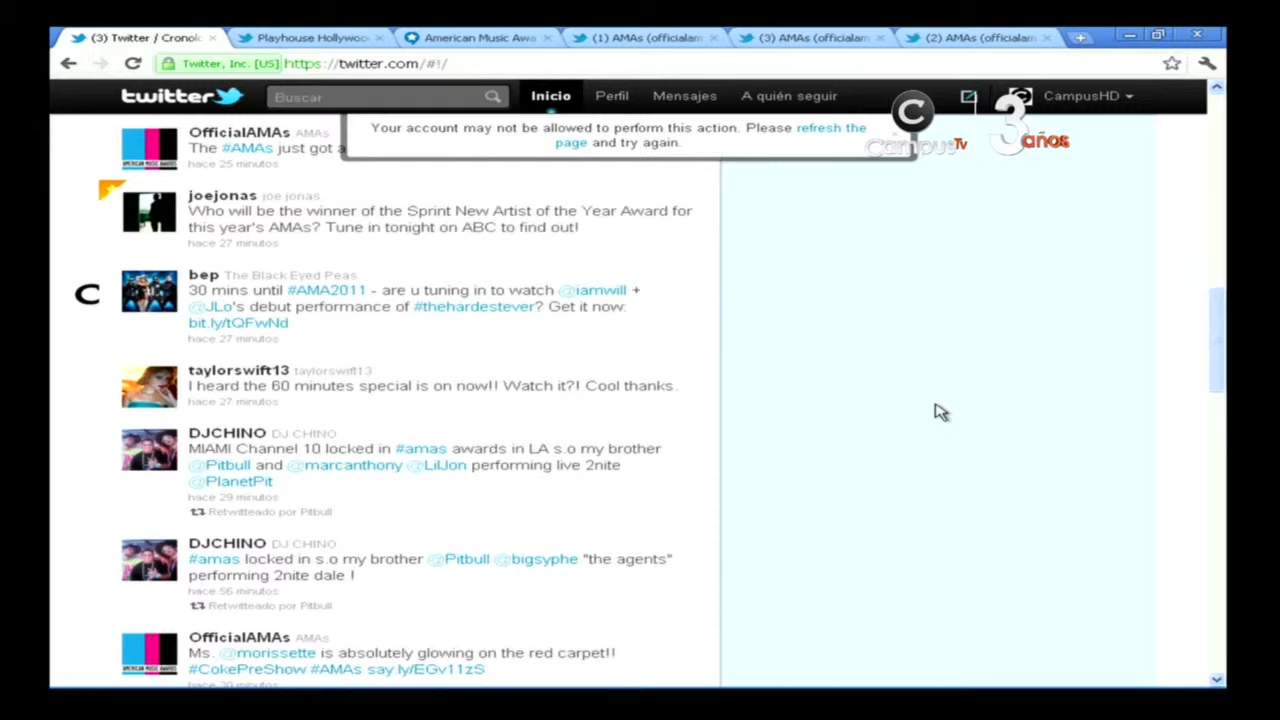 (3) Twitter / Cronol
Playhouse Hollywoo
American Music Awa
(1) AMAs (officialam
(3) AMAs (officialam
(2) AMAs (officialam
Twitter, Inc. [US] https://twitter.com/#!/
twitter
Buscar
Inicio
Perfil
Mensajes
A quién seguir
CampusHD
C
CampusTv
3 años
Your account may not be allowed to perform this action. Please refresh the
page and try again.
OfficialAMAs AMAs
The #AMAs just got a
hace 25 minutos
joejonas joe jonas
Who will be the winner of the Sprint New Artist of the Year Award for
this year's AMAs? Tune in tonight on ABC to find out!
hace 27 minutos
C
bep The Black Eyed Peas
30 mins until #AMA2011 - are u tuning in to watch @iamwill +
@JLo's debut performance of #thehardestever? Get it now:
bit.ly/tQFwNd
hace 27 minutos
taylorswift13 taylorswift13
I heard the 60 minutes special is on now!! Watch it?! Cool thanks.
hace 27 minutos
DJCHINO DJ CHINO
MIAMI Channel 10 locked in #amas awards in LA s.o my brother
@Pitbull and @marcanthony @LilJon performing live 2nite
@PlanetPit
hace 29 minutos
Retwitteado por Pitbull
DJCHINO DJ CHINO
#amas locked in s.o my brother @Pitbull @bigsyphe "the agents"
performing 2nite dale !
hace 56 minutos
Retwitteado por Pitbull
OfficialAMAs AMAs
Ms. @morissette is absolutely glowing on the red carpet!!
#CokePreShow #AMAs say.ly/EGv11zS
hace 30 minutos